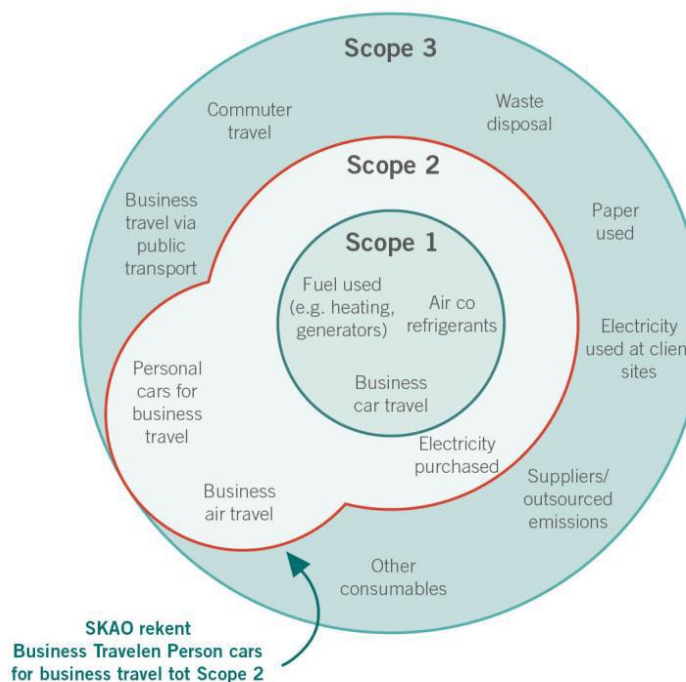 Scope 3
Commuter
travel
Waste
disposal
Scope 2
Business
travel via
public
transport
Paper
used
Scope 1
Fuel used
(e.g. heating,
generators)
Air co
refrigerants
Electricity
used at client
sites
Personal
cars for
business
travel
Business
car travel
Electricity
purchased
Business
air travel
Suppliers/
outsourced
emissions
Other
consumables
SKAO rekent
Business Travelen Person cars
for business travel tot Scope 2